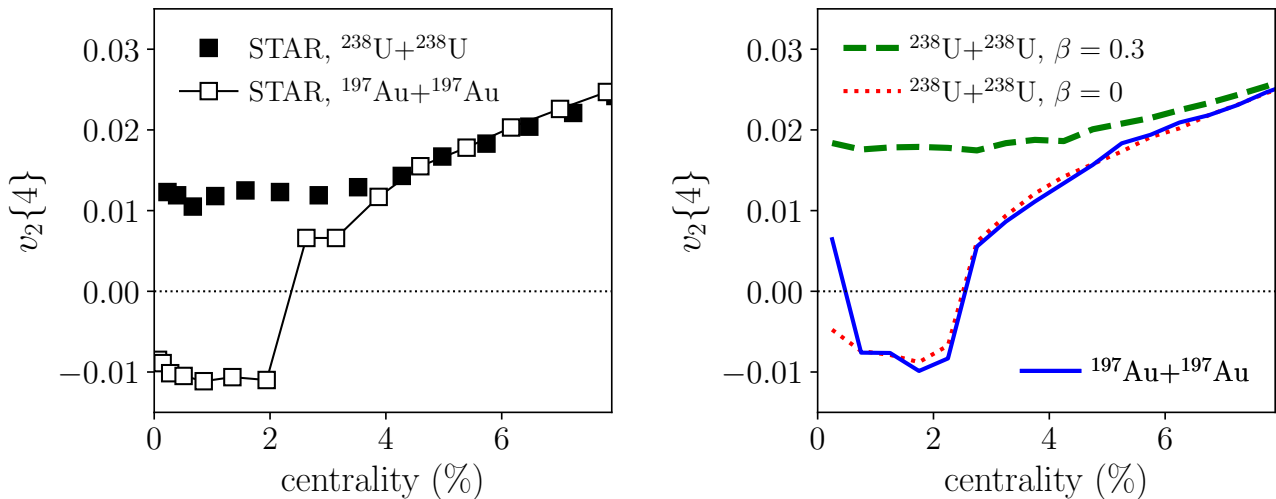 v₂{4}
0.03
0.02
0.01
0.00
−0.01
STAR, ²³⁸U+²³⁸U
STAR, ¹⁹⁷Au+¹⁹⁷Au
0 2 4 6
centrality (%)
v₂{4}
0.03
0.02
0.01
0.00
−0.01
²³⁸U+²³⁸U, β = 0.3
²³⁸U+²³⁸U, β = 0
¹⁹⁷Au+¹⁹⁷Au
0 2 4 6
centrality (%)